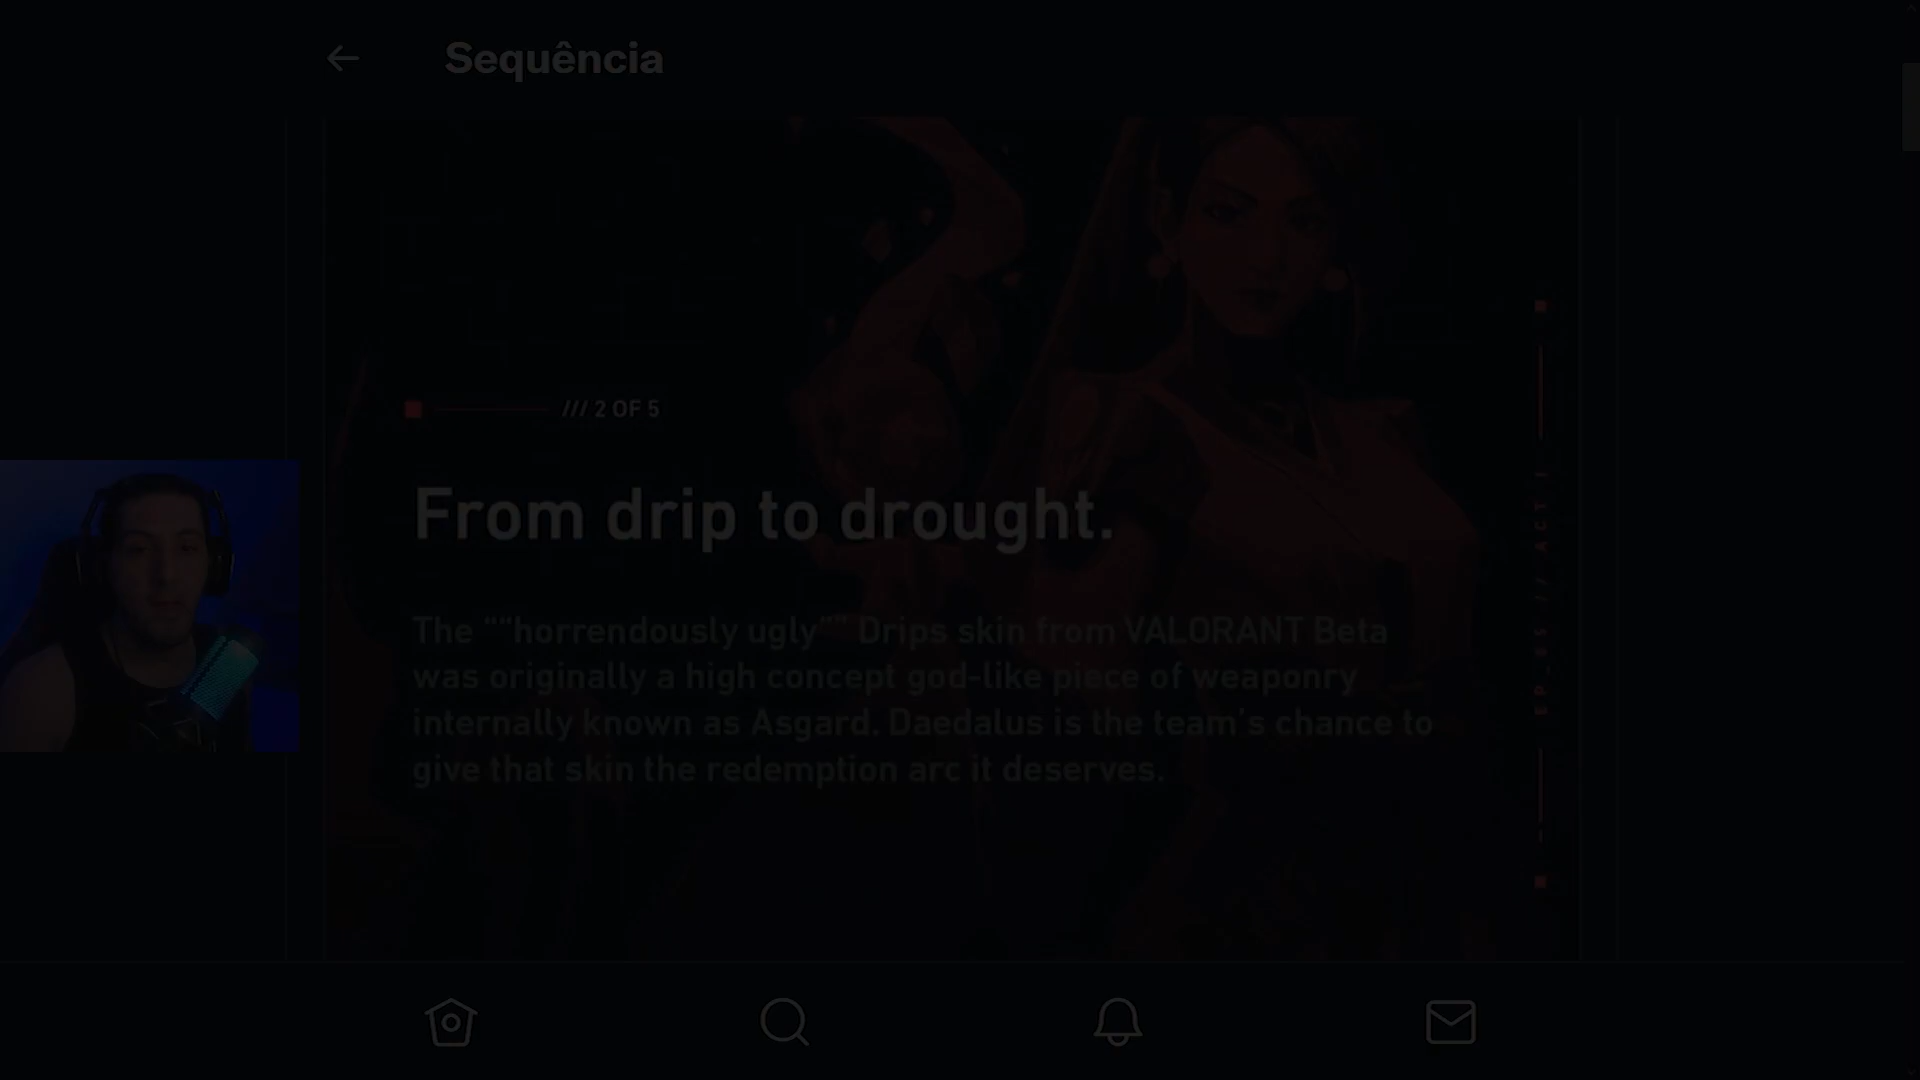 Sequência
/// 2 OF 5
From drip to drought.
The ““horrendously ugly”” Drips skin from VALORANT Beta
was originally a high concept god-like piece of weaponry
internally known as Asgard. Daedalus is the team's chance to
give that skin the redemption arc it deserves.
EP_05 // ACT I